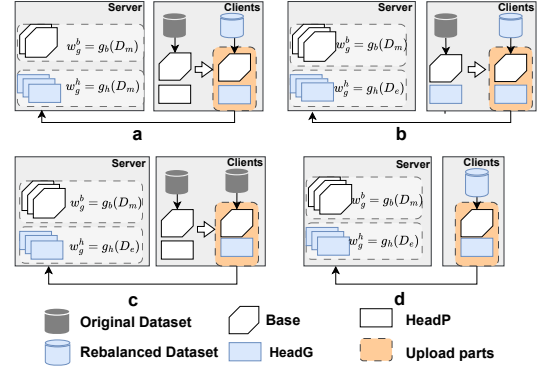 Server
Clients
w_g^b = g_b(D_m)
w_g^h = g_h(D_m)
a
Server
Clients
w_g^b = g_b(D_m)
w_g^h = g_h(D_e)
b
Server
Clients
w_g^b = g_b(D_m)
w_g^h = g_h(D_e)
c
Server
Clients
w_g^b = g_b(D_m)
w_g^h = g_h(D_e)
d
Original Dataset
Base
HeadP
Rebalanced Dataset
HeadG
Upload parts